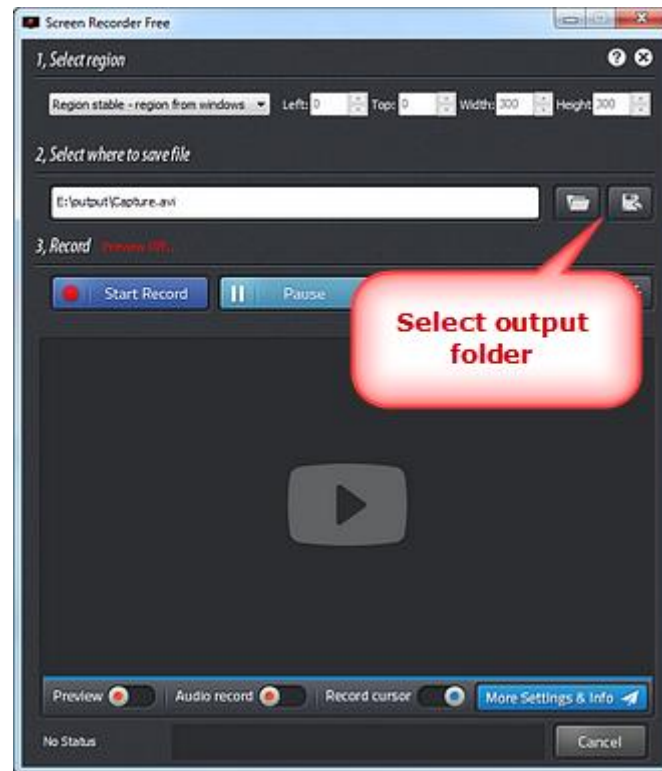 Screen Recorder Free
1, Select region
Region stable - region from windows Left: 0 Top: 0 Width: 300 Height 300
2, Select where to save file
E:\output\Capture.avi
3, Record Preview Off...
Start Record Pause
Select output
folder
Preview Audio record Record cursor More Settings & Info
No Status Cancel